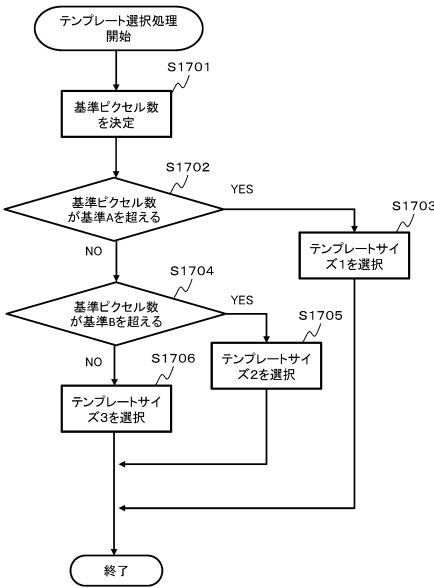 テンプレート選択処理
開始
S1701
基準ピクセル数
を決定
S1702
基準ピクセル数
が基準Aを超える
YES
S1703
テンプレートサイ
ズ1を選択
NO
S1704
基準ピクセル数
が基準Bを超える
YES
S1705
テンプレートサイ
ズ2を選択
NO
S1706
テンプレートサイ
ズ3を選択
終了